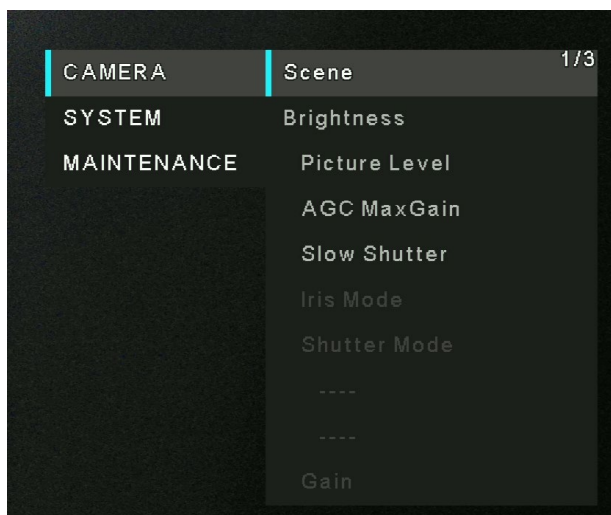 CAMERA
SYSTEM
MAINTENANCE
1/3
Scene
Brightness
Picture Level
AGC MaxGain
Slow Shutter
Iris Mode
Shutter Mode
----
----
Gain